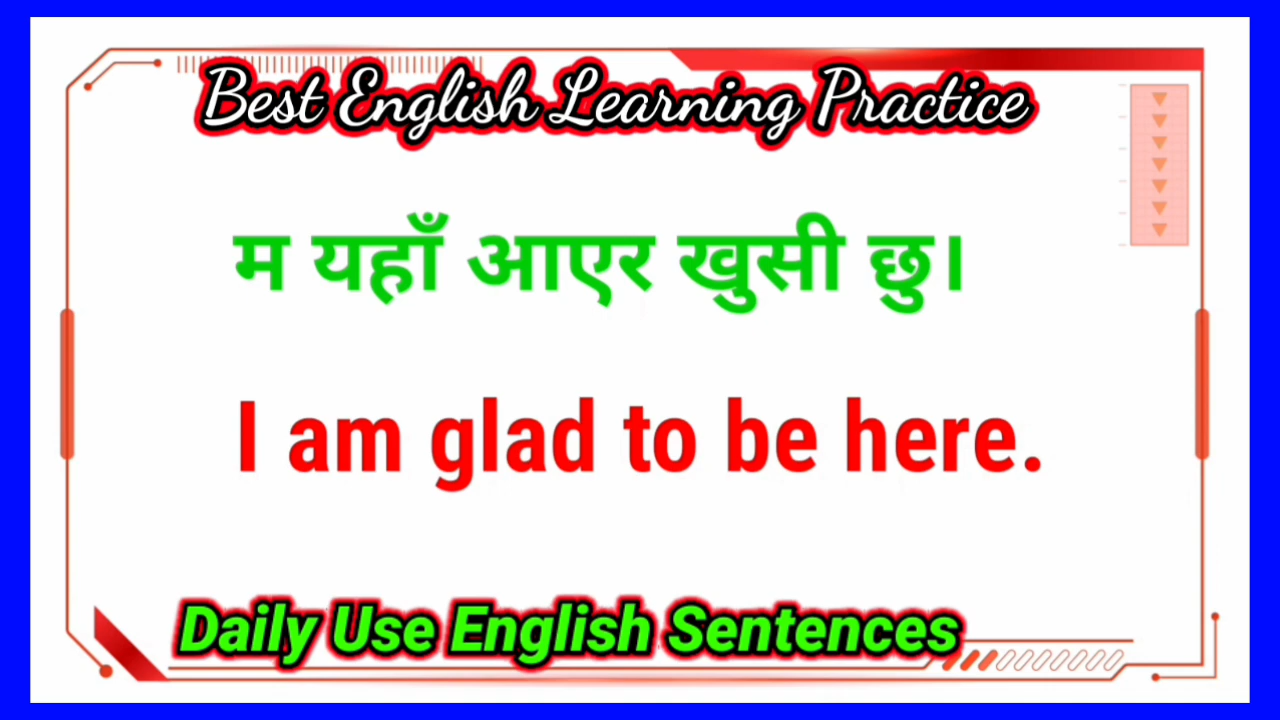 Best English Learning Practice
म यहाँ आएर खुसी छु।
I am glad to be here.
Daily Use English Sentences